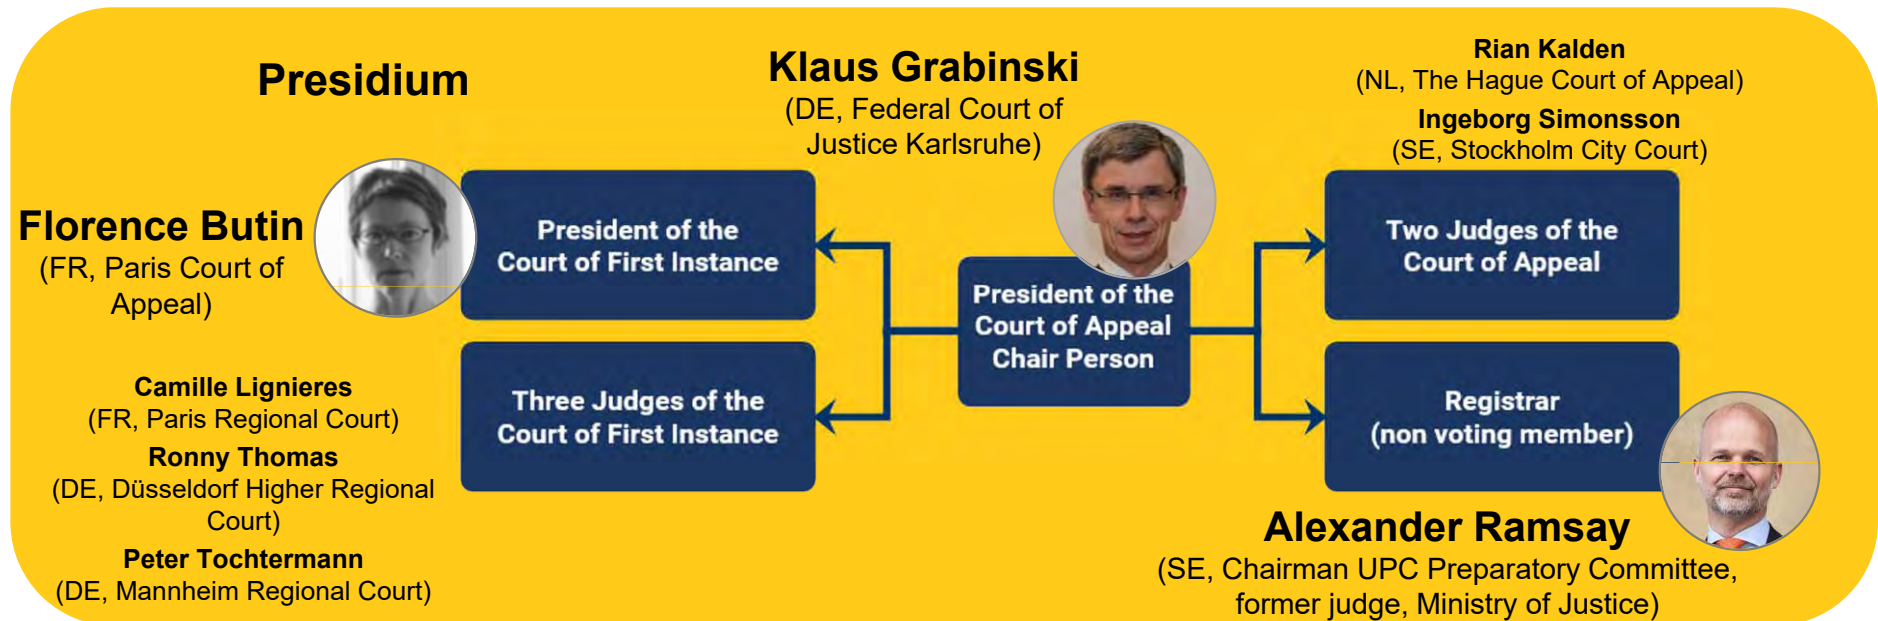 Presidium
Klaus Grabinski
(DE, Federal Court of
Justice Karlsruhe)
Rian Kalden
(NL, The Hague Court of Appeal)
Ingeborg Simonsson
(SE, Stockholm City Court)
Florence Butin
(FR, Paris Court of
Appeal)
President of the
Court of First Instance
President of the
Court of Appeal
Chair Person
Two Judges of the
Court of Appeal
Camille Lignieres
(FR, Paris Regional Court)
Ronny Thomas
(DE, Düsseldorf Higher Regional
Court)
Peter Tochtermann
(DE, Mannheim Regional Court)
Three Judges of the
Court of First Instance
Registrar
(non voting member)
Alexander Ramsay
(SE, Chairman UPC Preparatory Committee,
former judge, Ministry of Justice)